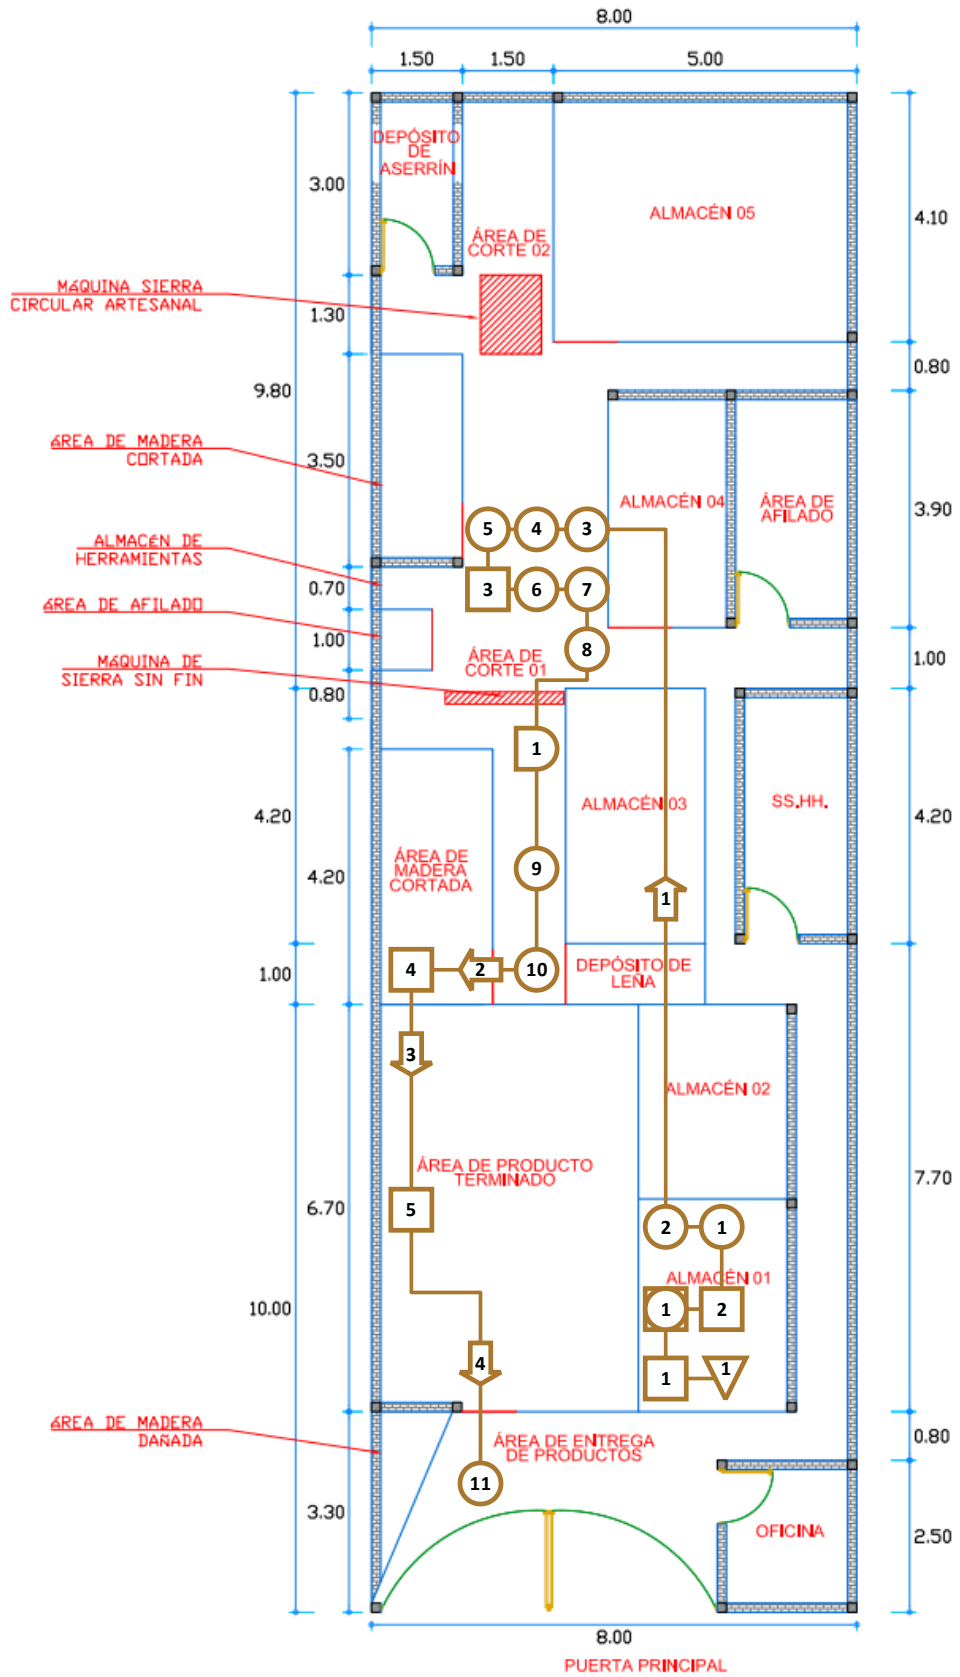 8.00
1.50
1.50
5.00
DEPÓSITO
DE
ASERRÍN
3.00
ALMACÉN 05
4.10
ÁREA DE
CORTE 02
MáQUINA SIERRA
CIRCULAR ARTESANAL
1.30
0.80
9.80
áREA DE MADERA
CORTADA
3.50
ALMACÉN 04
ÁREA DE
AFILADO
3.90
5
4
3
ALMACéN DE
HERRAMIENTAS
0.70
3
6
7
áREA DE AFILADO
1.00
8
ÁREA DE
CORTE 01
1.00
MáQUINA DE
SIERRA SIN FIN
0.80
1
4.20
ALMACÉN 03
SS.HH.
4.20
ÁREA DE
MADERA
CORTADA
4.20
9
1
4
2
10
DEPÓSITO DE
LEÑA
1.00
3
ALMACÉN 02
ÁREA DE PRODUCTO
TERMINADO
7.70
6.70
5
2
1
ALMACÉN 01
10.00
1
2
4
1
1
áREA DE MADERA
DAñADA
ÁREA DE ENTREGA
DE PRODUCTOS
0.80
11
3.30
OFICINA
2.50
8.00
PUERTA PRINCIPAL